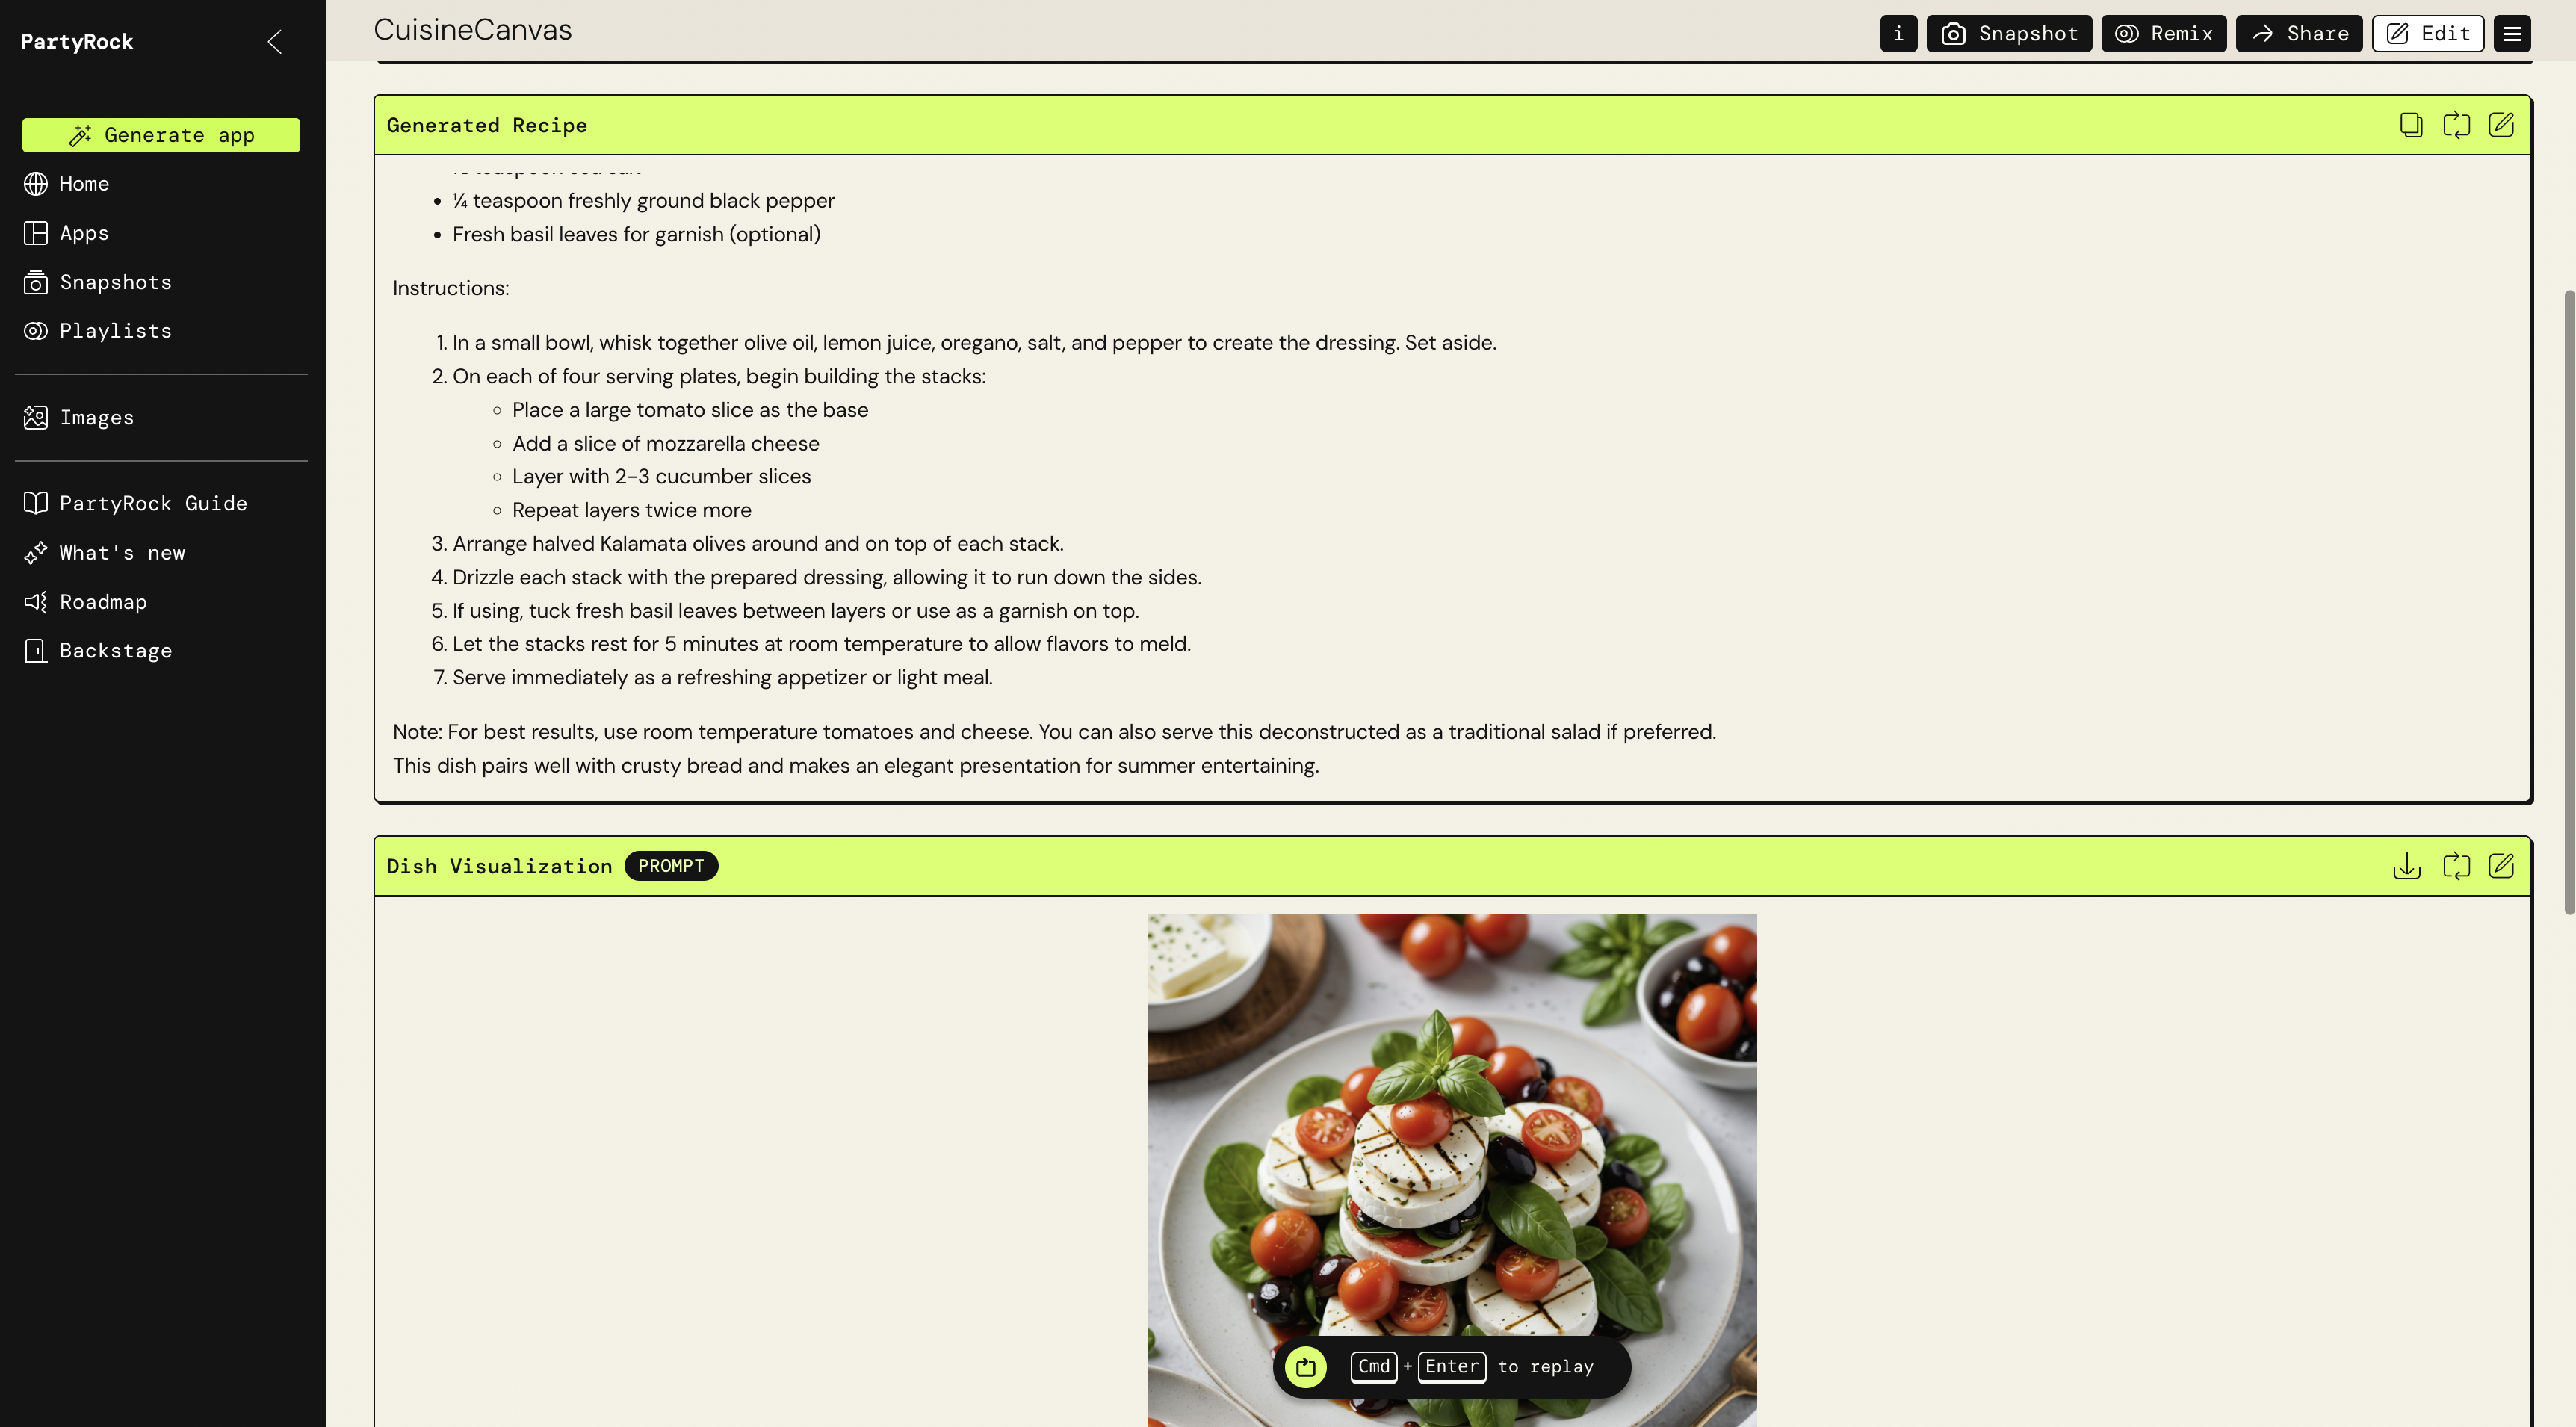 PartyRock
Generate app
Home
Apps
Snapshots
Playlists
Images
PartyRock Guide
What's new
Roadmap
Backstage
CuisineCanvas
i
Snapshot
Remix
Share
Edit
Generated Recipe
• ¼ teaspoon freshly ground black pepper
• Fresh basil leaves for garnish (optional)
Instructions:
1. In a small bowl, whisk together olive oil, lemon juice, oregano, salt, and pepper to create the dressing. Set aside.
2. On each of four serving plates, begin building the stacks:
◦ Place a large tomato slice as the base
◦ Add a slice of mozzarella cheese
◦ Layer with 2-3 cucumber slices
◦ Repeat layers twice more
3. Arrange halved Kalamata olives around and on top of each stack.
4. Drizzle each stack with the prepared dressing, allowing it to run down the sides.
5. If using, tuck fresh basil leaves between layers or use as a garnish on top.
6. Let the stacks rest for 5 minutes at room temperature to allow flavors to meld.
7. Serve immediately as a refreshing appetizer or light meal.
Note: For best results, use room temperature tomatoes and cheese. You can also serve this deconstructed as a traditional salad if preferred.
This dish pairs well with crusty bread and makes an elegant presentation for summer entertaining.
Dish Visualization PROMPT
Cmd + Enter to replay